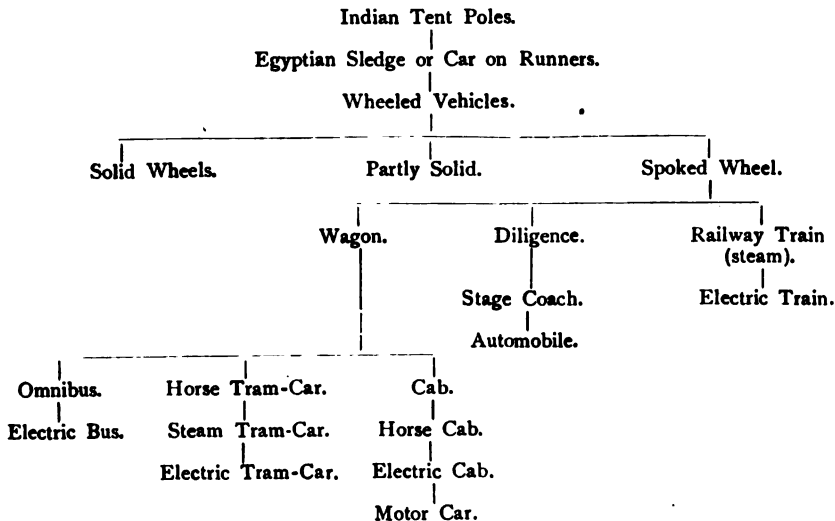 Indian Tent Poles.
Egyptian Sledge or Car on Runners.
Wheeled Vehicles.
Solid Wheels. Partly Solid. Spoked Wheel.
Wagon. Diligence. Railway Train
(steam).
Stage Coach. Electric Train.
Automobile.
Omnibus. Horse Tram-Car. Cab.
Electric Bus. Steam Tram-Car. Horse Cab.
Electric Tram-Car. Electric Cab.
Motor Car.